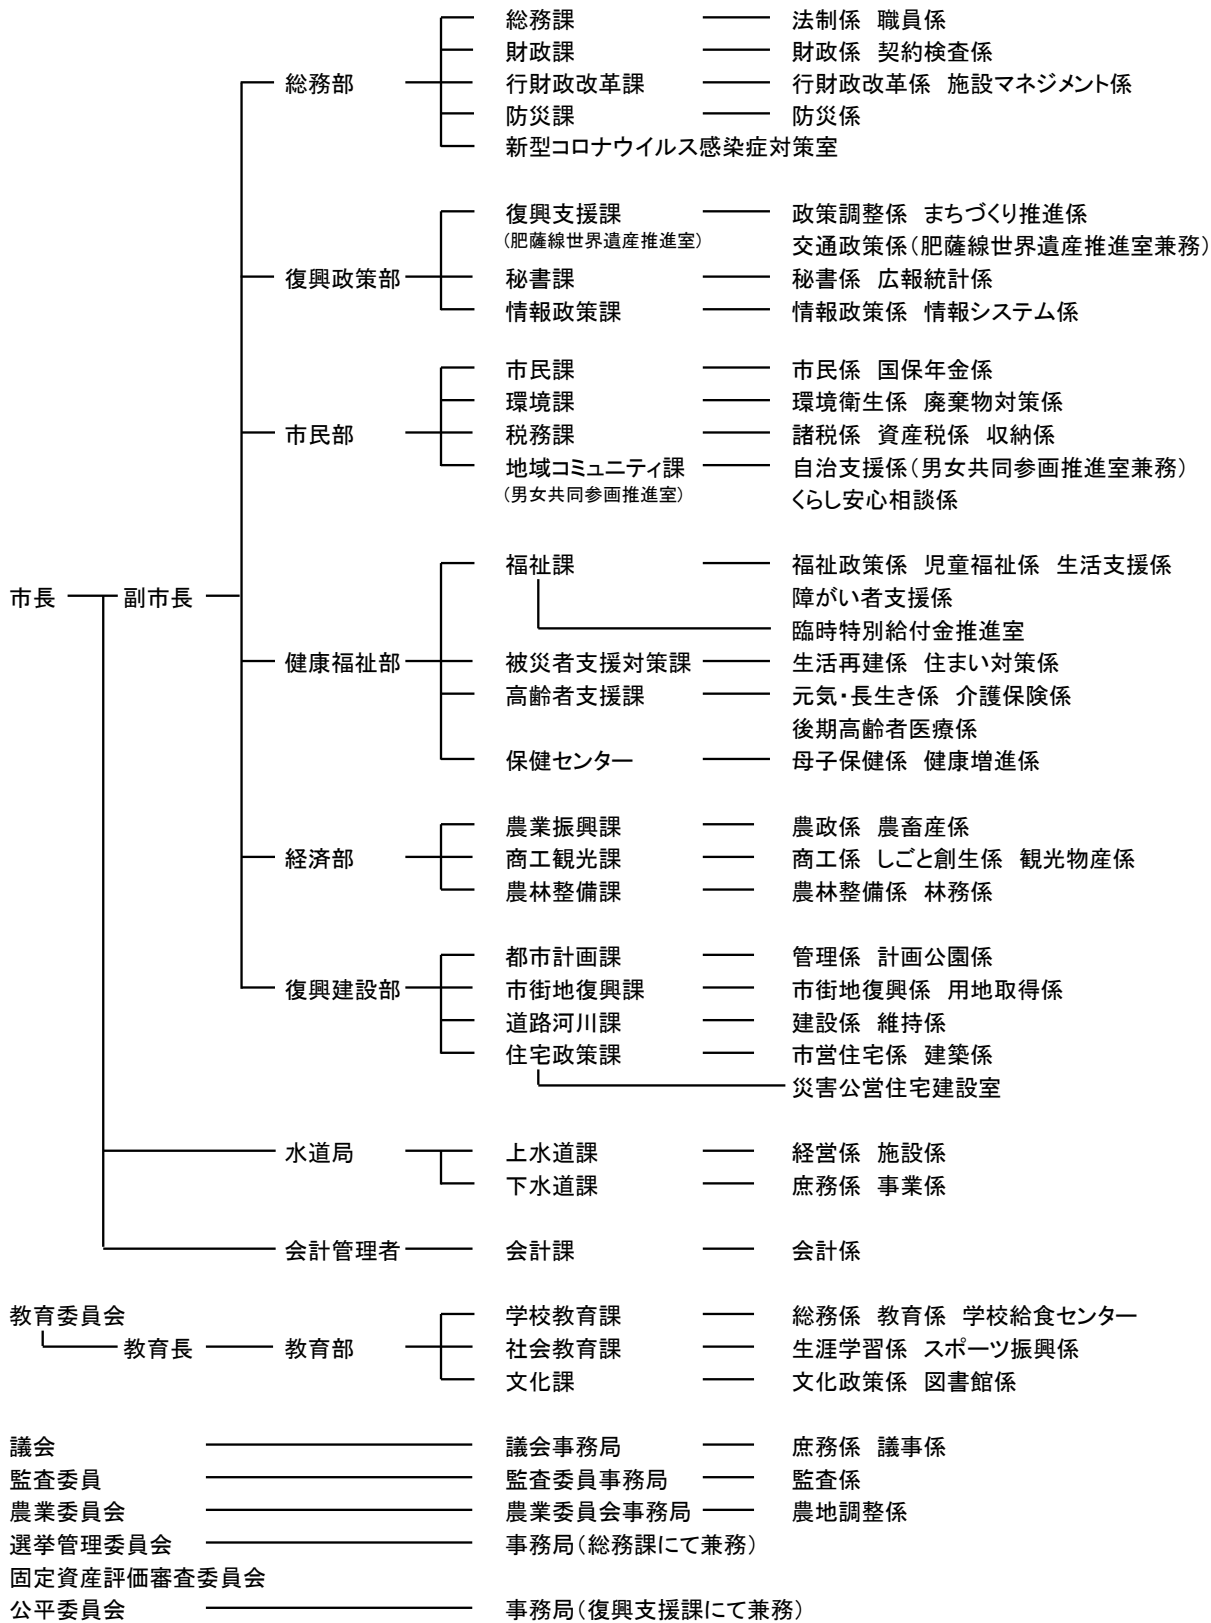 総務課 法制係 職員係
財政課 財政係 契約検査係
総務部 行財政改革課 行財政改革係 施設マネジメント係
防災課 防災係
新型コロナウイルス感染症対策室
復興支援課 政策調整係 まちづくり推進係
(肥薩線世界遺産推進室) 交通政策係(肥薩線世界遺産推進室兼務)
復興政策部 秘書課 秘書係 広報統計係
情報政策課 情報政策係 情報システム係
市民課 市民係 国保年金係
環境課 環境衛生係 廃棄物対策係
市民部 税務課 諸税係 資産税係 収納係
地域コミュニティ課 自治支援係(男女共同参画推進室兼務)
(男女共同参画推進室) くらし安心相談係
福祉課 福祉政策係 児童福祉係 生活支援係
市長 副市長 障がい者支援係
臨時特別給付金推進室
健康福祉部 被災者支援対策課 生活再建係 住まい対策係
高齢者支援課 元気・長生き係 介護保険係
後期高齢者医療係
保健センター 母子保健係 健康増進係
農業振興課 農政係 農畜産係
経済部 商工観光課 商工係 しごと創生係 観光物産係
農林整備課 農林整備係 林務係
都市計画課 管理係 計画公園係
復興建設部 市街地復興課 市街地復興係 用地取得係
道路河川課 建設係 維持係
住宅政策課 市営住宅係 建築係
災害公営住宅建設室
水道局 上水道課 経営係 施設係
下水道課 庶務係 事業係
会計管理者 会計課 会計係
教育委員会 学校教育課 総務係 教育係 学校給食センター
教育長 教育部 社会教育課 生涯学習係 スポーツ振興係
文化課 文化政策係 図書館係
議会 議会事務局 庶務係 議事係
監査委員 監査委員事務局 監査係
農業委員会 農業委員会事務局 農地調整係
選挙管理委員会 事務局(総務課にて兼務)
固定資産評価審査委員会
公平委員会 事務局(復興支援課にて兼務)